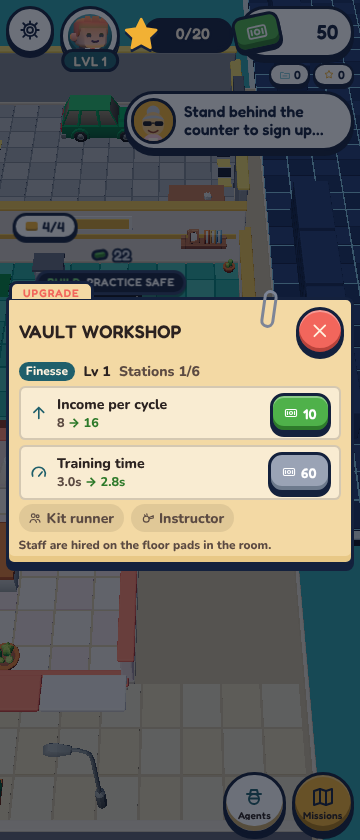 0/20
50
LVL 1
0
0
Stand behind the
counter to sign up...
4/4
22
BUILD PRACTICE SAFE
UPGRADE
VAULT WORKSHOP
Finesse Lv 1 Stations 1/6
Income per cycle
8 → 16
10
Training time
3.0s → 2.8s
60
Kit runner
Instructor
Staff are hired on the floor pads in the room.
Agents
Missions